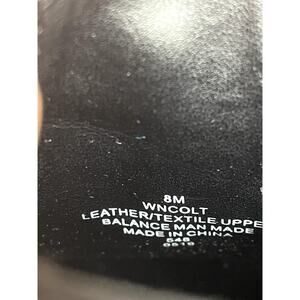 8M
WNCOLT
LEATHER/TEXTILE UPPE
BALANCE MAN MADE
MADE IN CHINA
548